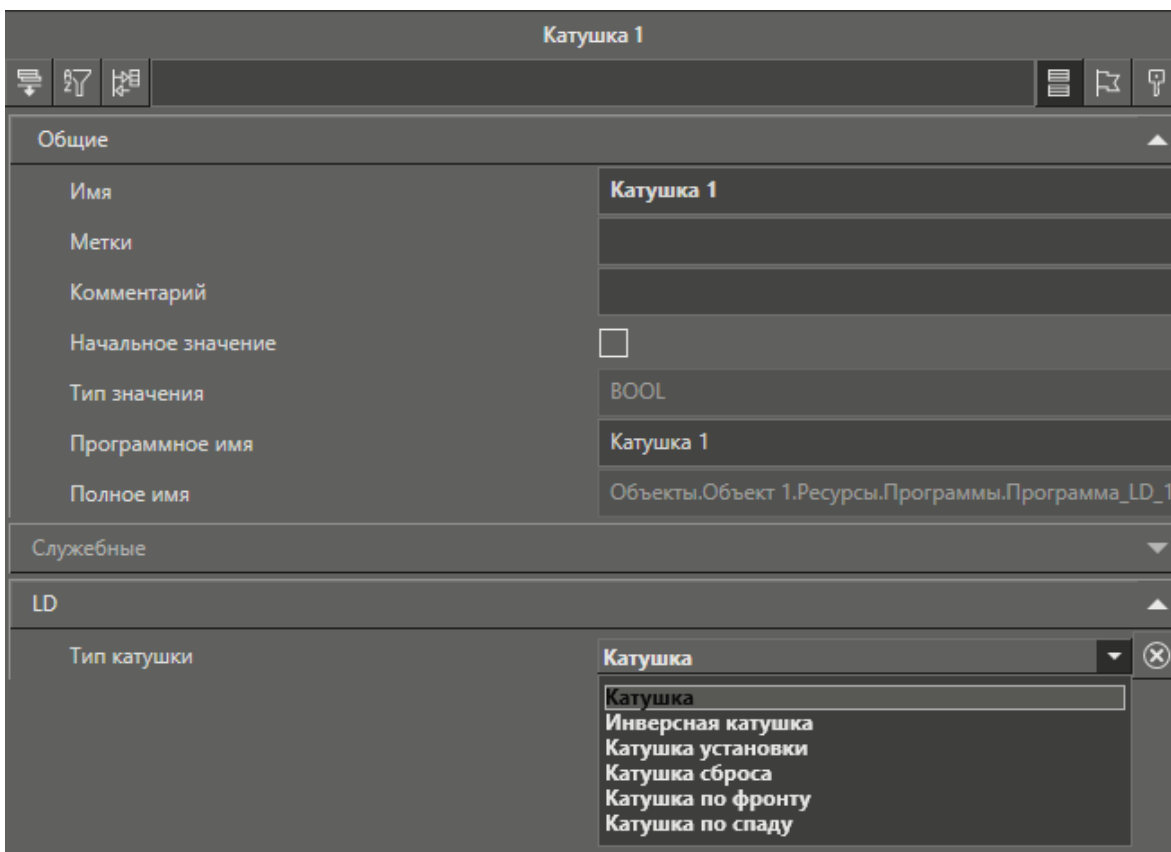 Катушка 1
Общие
Имя Катушка 1
Метки
Комментарий
Начальное значение
Тип значения BOOL
Программное имя Катушка 1
Полное имя Объекты.Объект 1.Ресурсы.Программы.Программа_LD_1
Служебные
LD
Тип катушки Катушка
Катушка
Инверсная катушка
Катушка установки
Катушка сброса
Катушка по фронту
Катушка по спаду